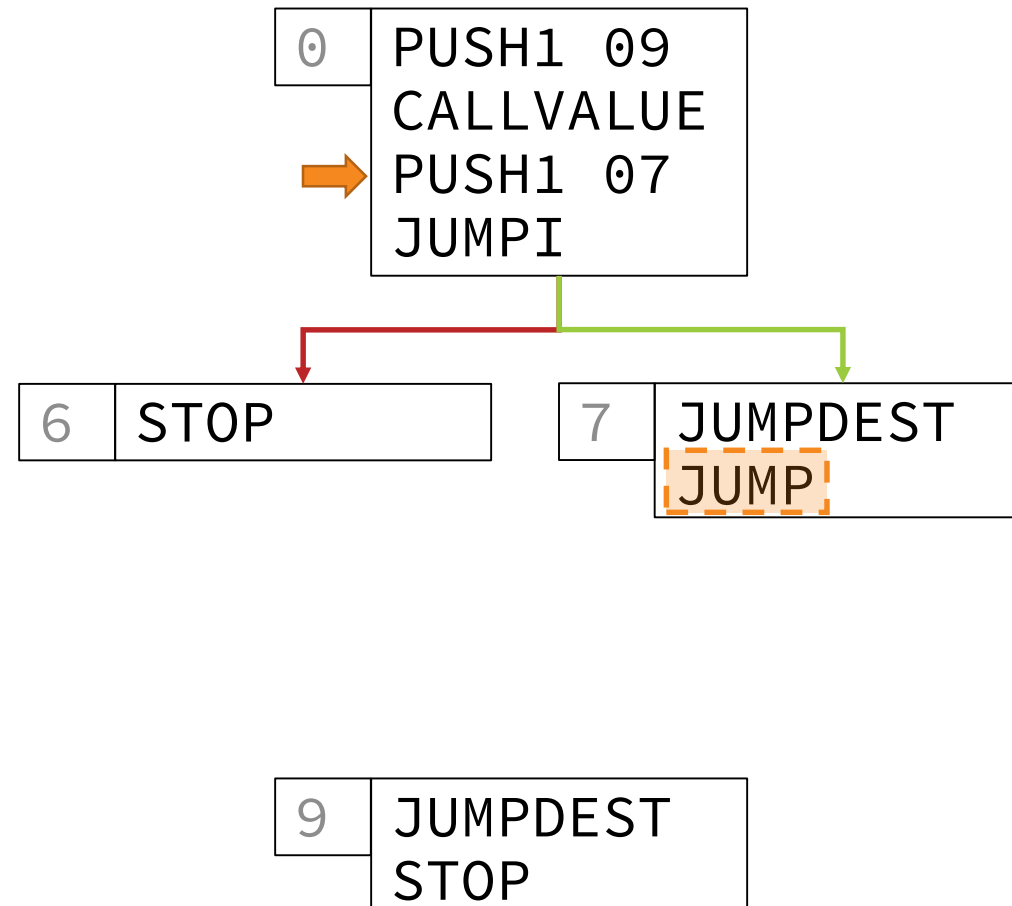 0 PUSH1 09
CALLVALUE
PUSH1 07
JUMPI
6 STOP
7 JUMPDEST
JUMP
9 JUMPDEST
STOP